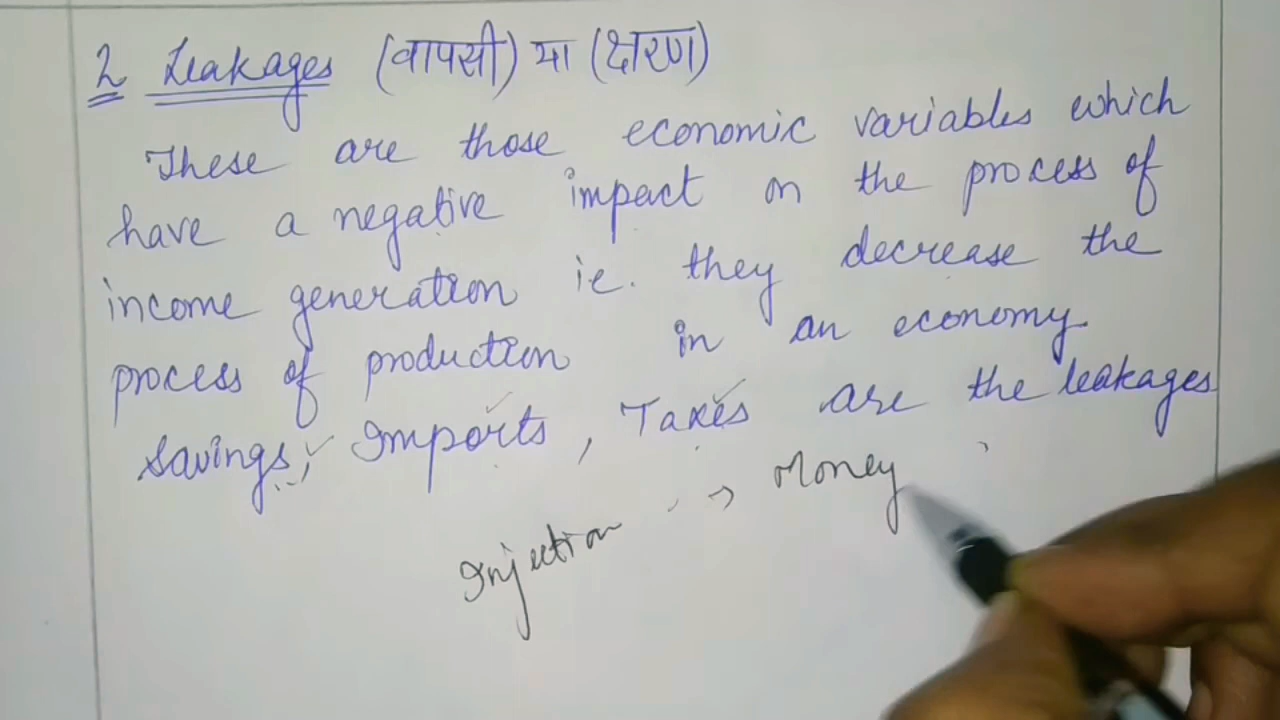 2 Leakages (वापसी) या (क्षरण)
These are those economic variables which
have a negative impact on the process of
income generation i.e. they decrease the
process of production in an economy
Savings, Imports, Taxes are the leakages
Injection → Money